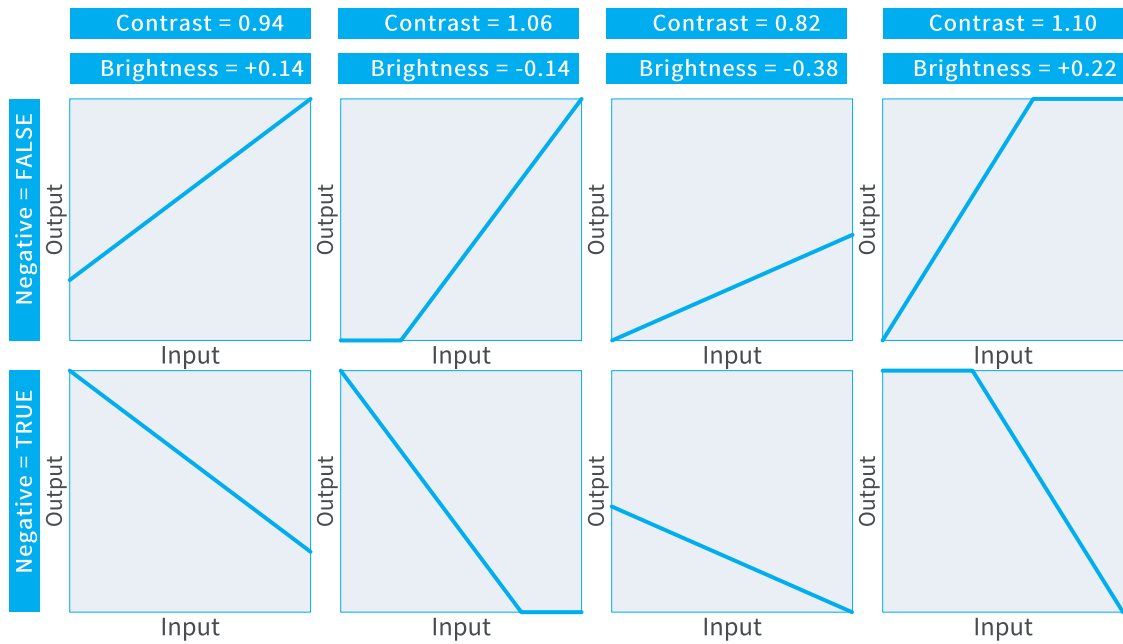 Contrast = 0.94
Contrast = 1.06
Contrast = 0.82
Contrast = 1.10
Brightness = +0.14
Brightness = -0.14
Brightness = -0.38
Brightness = +0.22
Negative = FALSE
Output
Output
Output
Output
Input
Input
Input
Input
Negative = TRUE
Output
Output
Output
Output
Input
Input
Input
Input